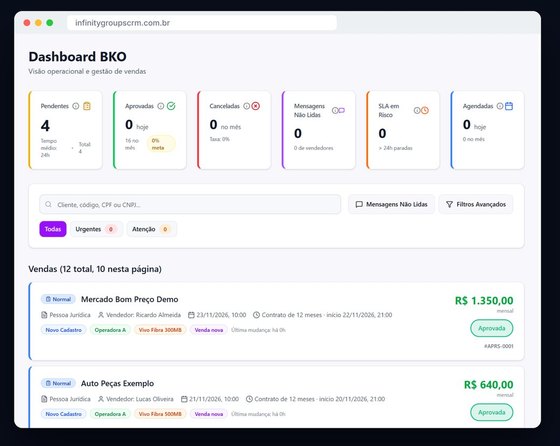 infinitygroupscrm.com.br
Dashboard BKO
Visão operacional e gestão de vendas
Pendentes
4
Tempo médio: 24h • Total 4
Aprovadas
0 hoje
16 no mês
0% meta
Canceladas
0 no mês
Taxa: 0%
Mensagens Não Lidas
0
0 de vendedores
SLA em Risco
0
> 24h paradas
Agendadas
0 hoje
0 no mês
Cliente, código, CPF ou CNPJ...
Mensagens Não Lidas
Filtros Avançados
Todas
Urgentes 0
Atenção 0
Vendas (12 total, 10 nesta página)
Normal Mercado Bom Preço Demo
R$ 1.350,00
mensal
Pessoa Jurídica Vendedor: Ricardo Almeida 23/11/2026, 10:00 Contrato de 12 meses · início 22/11/2026, 21:00
Aprovada
Novo Cadastro Operadora A Vivo Fibra 300MB Venda nova Última mudança: há 0h
#APRS-0001
Normal Auto Peças Exemplo
R$ 640,00
mensal
Pessoa Jurídica Vendedor: Lucas Oliveira 21/11/2026, 10:00 Contrato de 12 meses · início 20/11/2026, 21:00
Aprovada
Novo Cadastro Operadora A Vivo Fibra 500MB Venda nova Última mudança: há 0h